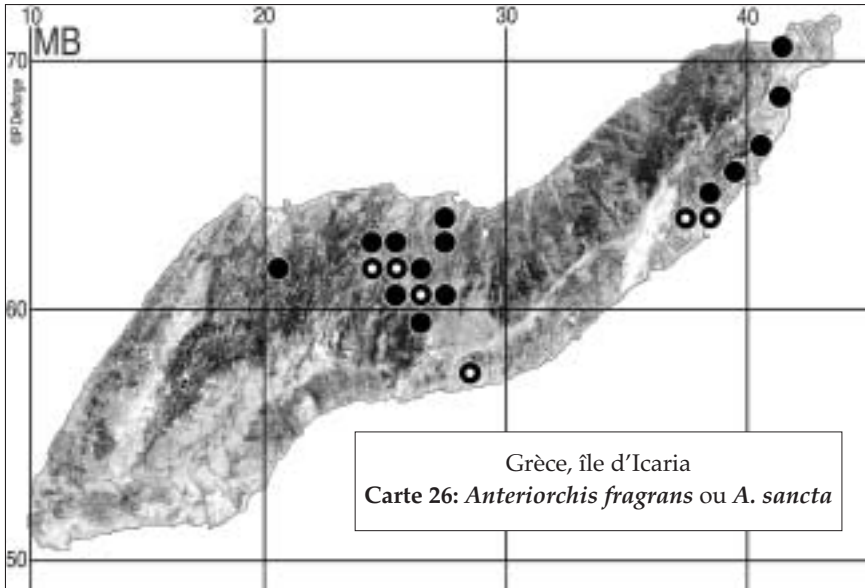 10 20 30 40
MB
70
©P.Delforge
60
50
Grèce, île d'Icaria
Carte 26: Anteriorchis fragrans ou A. sancta